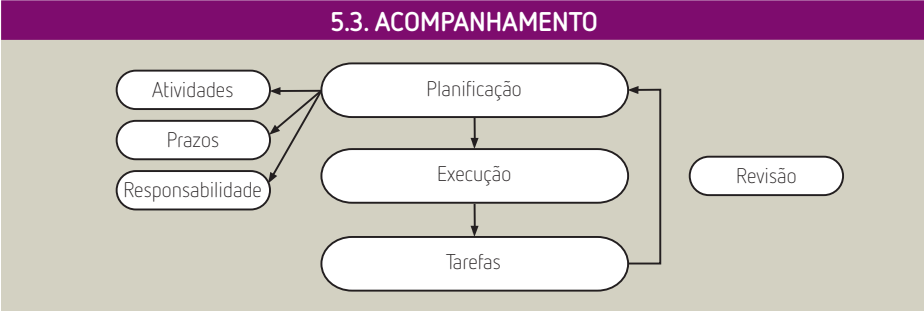 5.3. ACOMPANHAMENTO
Atividades
Prazos
Responsabilidade
Planificação
Execução
Tarefas
Revisão